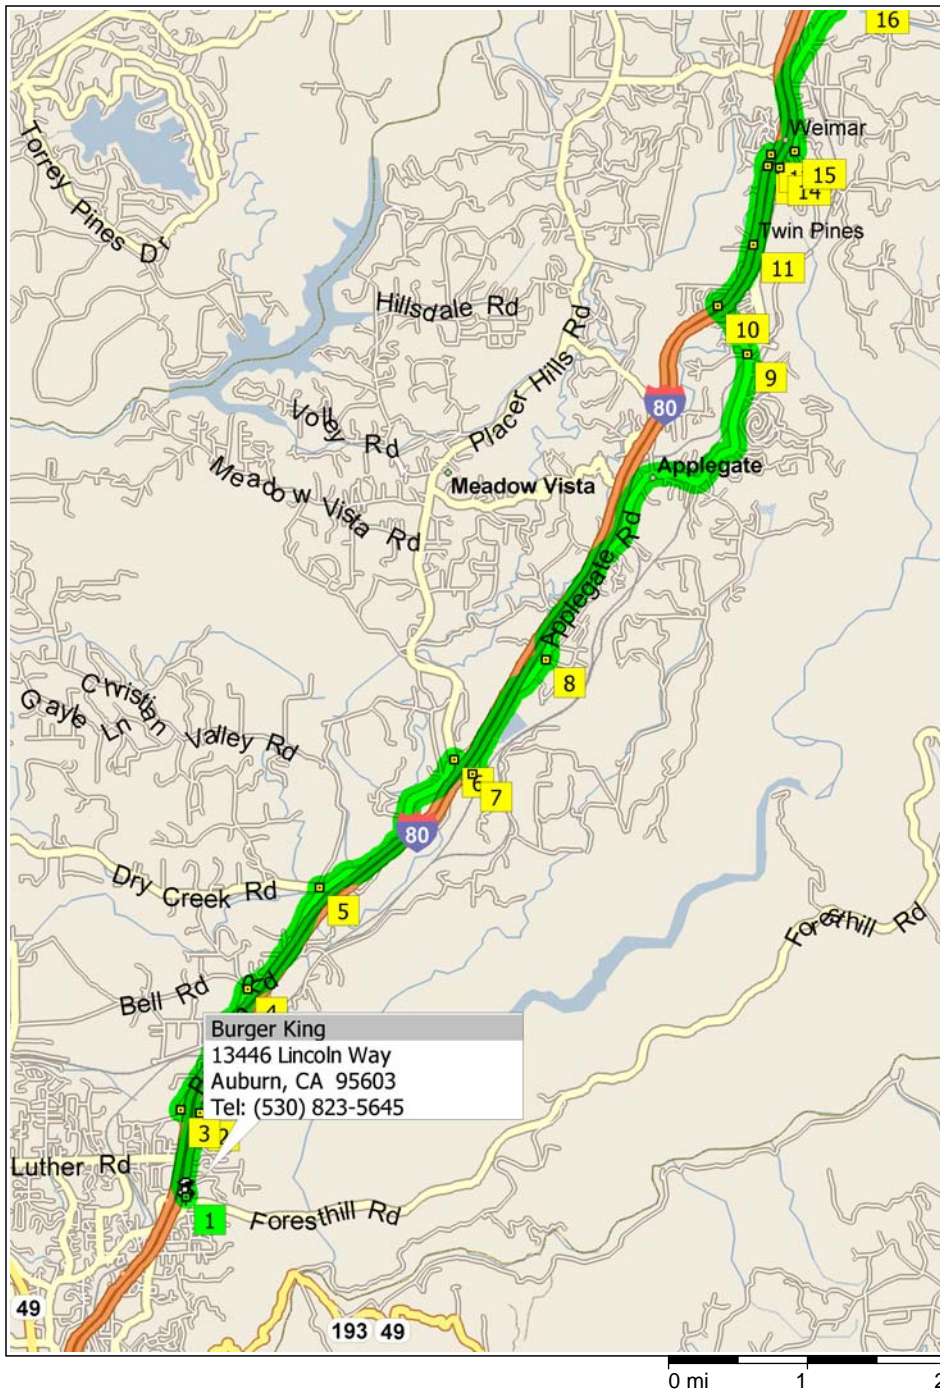 16
Weimar
15
14
Torrey Pines Dr
Twin Pines
11
Hillsdale Rd
10
Placer Hills Rd
9
80
Volley Rd
Applegate
Meadow Vista
Meadow Vista Rd
Applegate Rd
8
Christian Valley Rd
Gayle Ln
6
7
80
Dry Creek Rd
5
Foresthill Rd
Bell Rd
Rd
4
Burger King
13446 Lincoln Way
Auburn, CA 95603
Tel: (530) 823-5645
3
2
Luther Rd
1
Foresthill Rd
49
193 49
0 mi
1
2